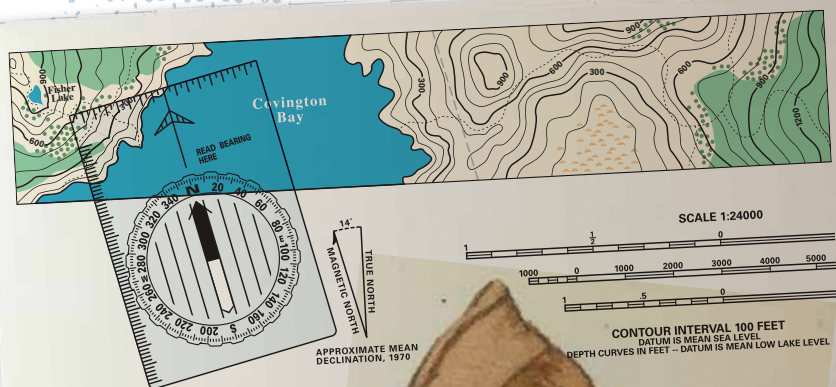 900
Fisher
Lake
600
300
Covington
Bay
READ BEARING
HERE
N 20 40 60 80 E 100 120 140 160 S 200 220 240 260 W 280 300 320 340
300
900
600
900
300
600
900
1200
14°
MAGNETIC NORTH
TRUE NORTH
APPROXIMATE MEAN
DECLINATION, 1970
SCALE 1:24000
1 1/2 0
1000 0 1000 2000 3000 4000 5000
1 .5 0
CONTOUR INTERVAL 100 FEET
DATUM IS MEAN SEA LEVEL
DEPTH CURVES IN FEET -- DATUM IS MEAN LOW LAKE LEVEL